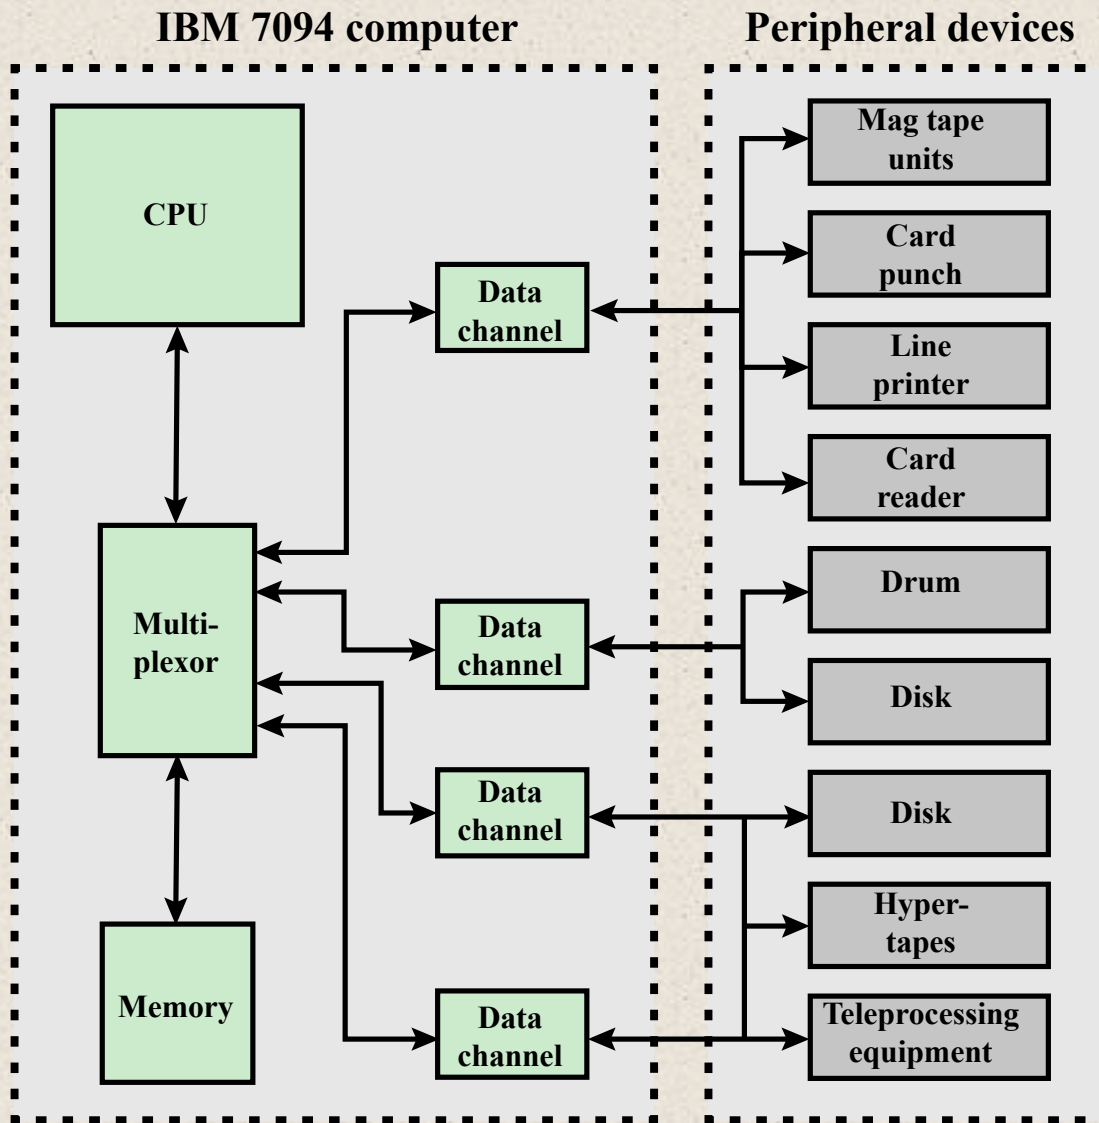 IBM 7094 computer
Peripheral devices
CPU
Multi-
plexor
Memory
Data
channel
Data
channel
Data
channel
Data
channel
Mag tape
units
Card
punch
Line
printer
Card
reader
Drum
Disk
Disk
Hyper-
tapes
Teleprocessing
equipment